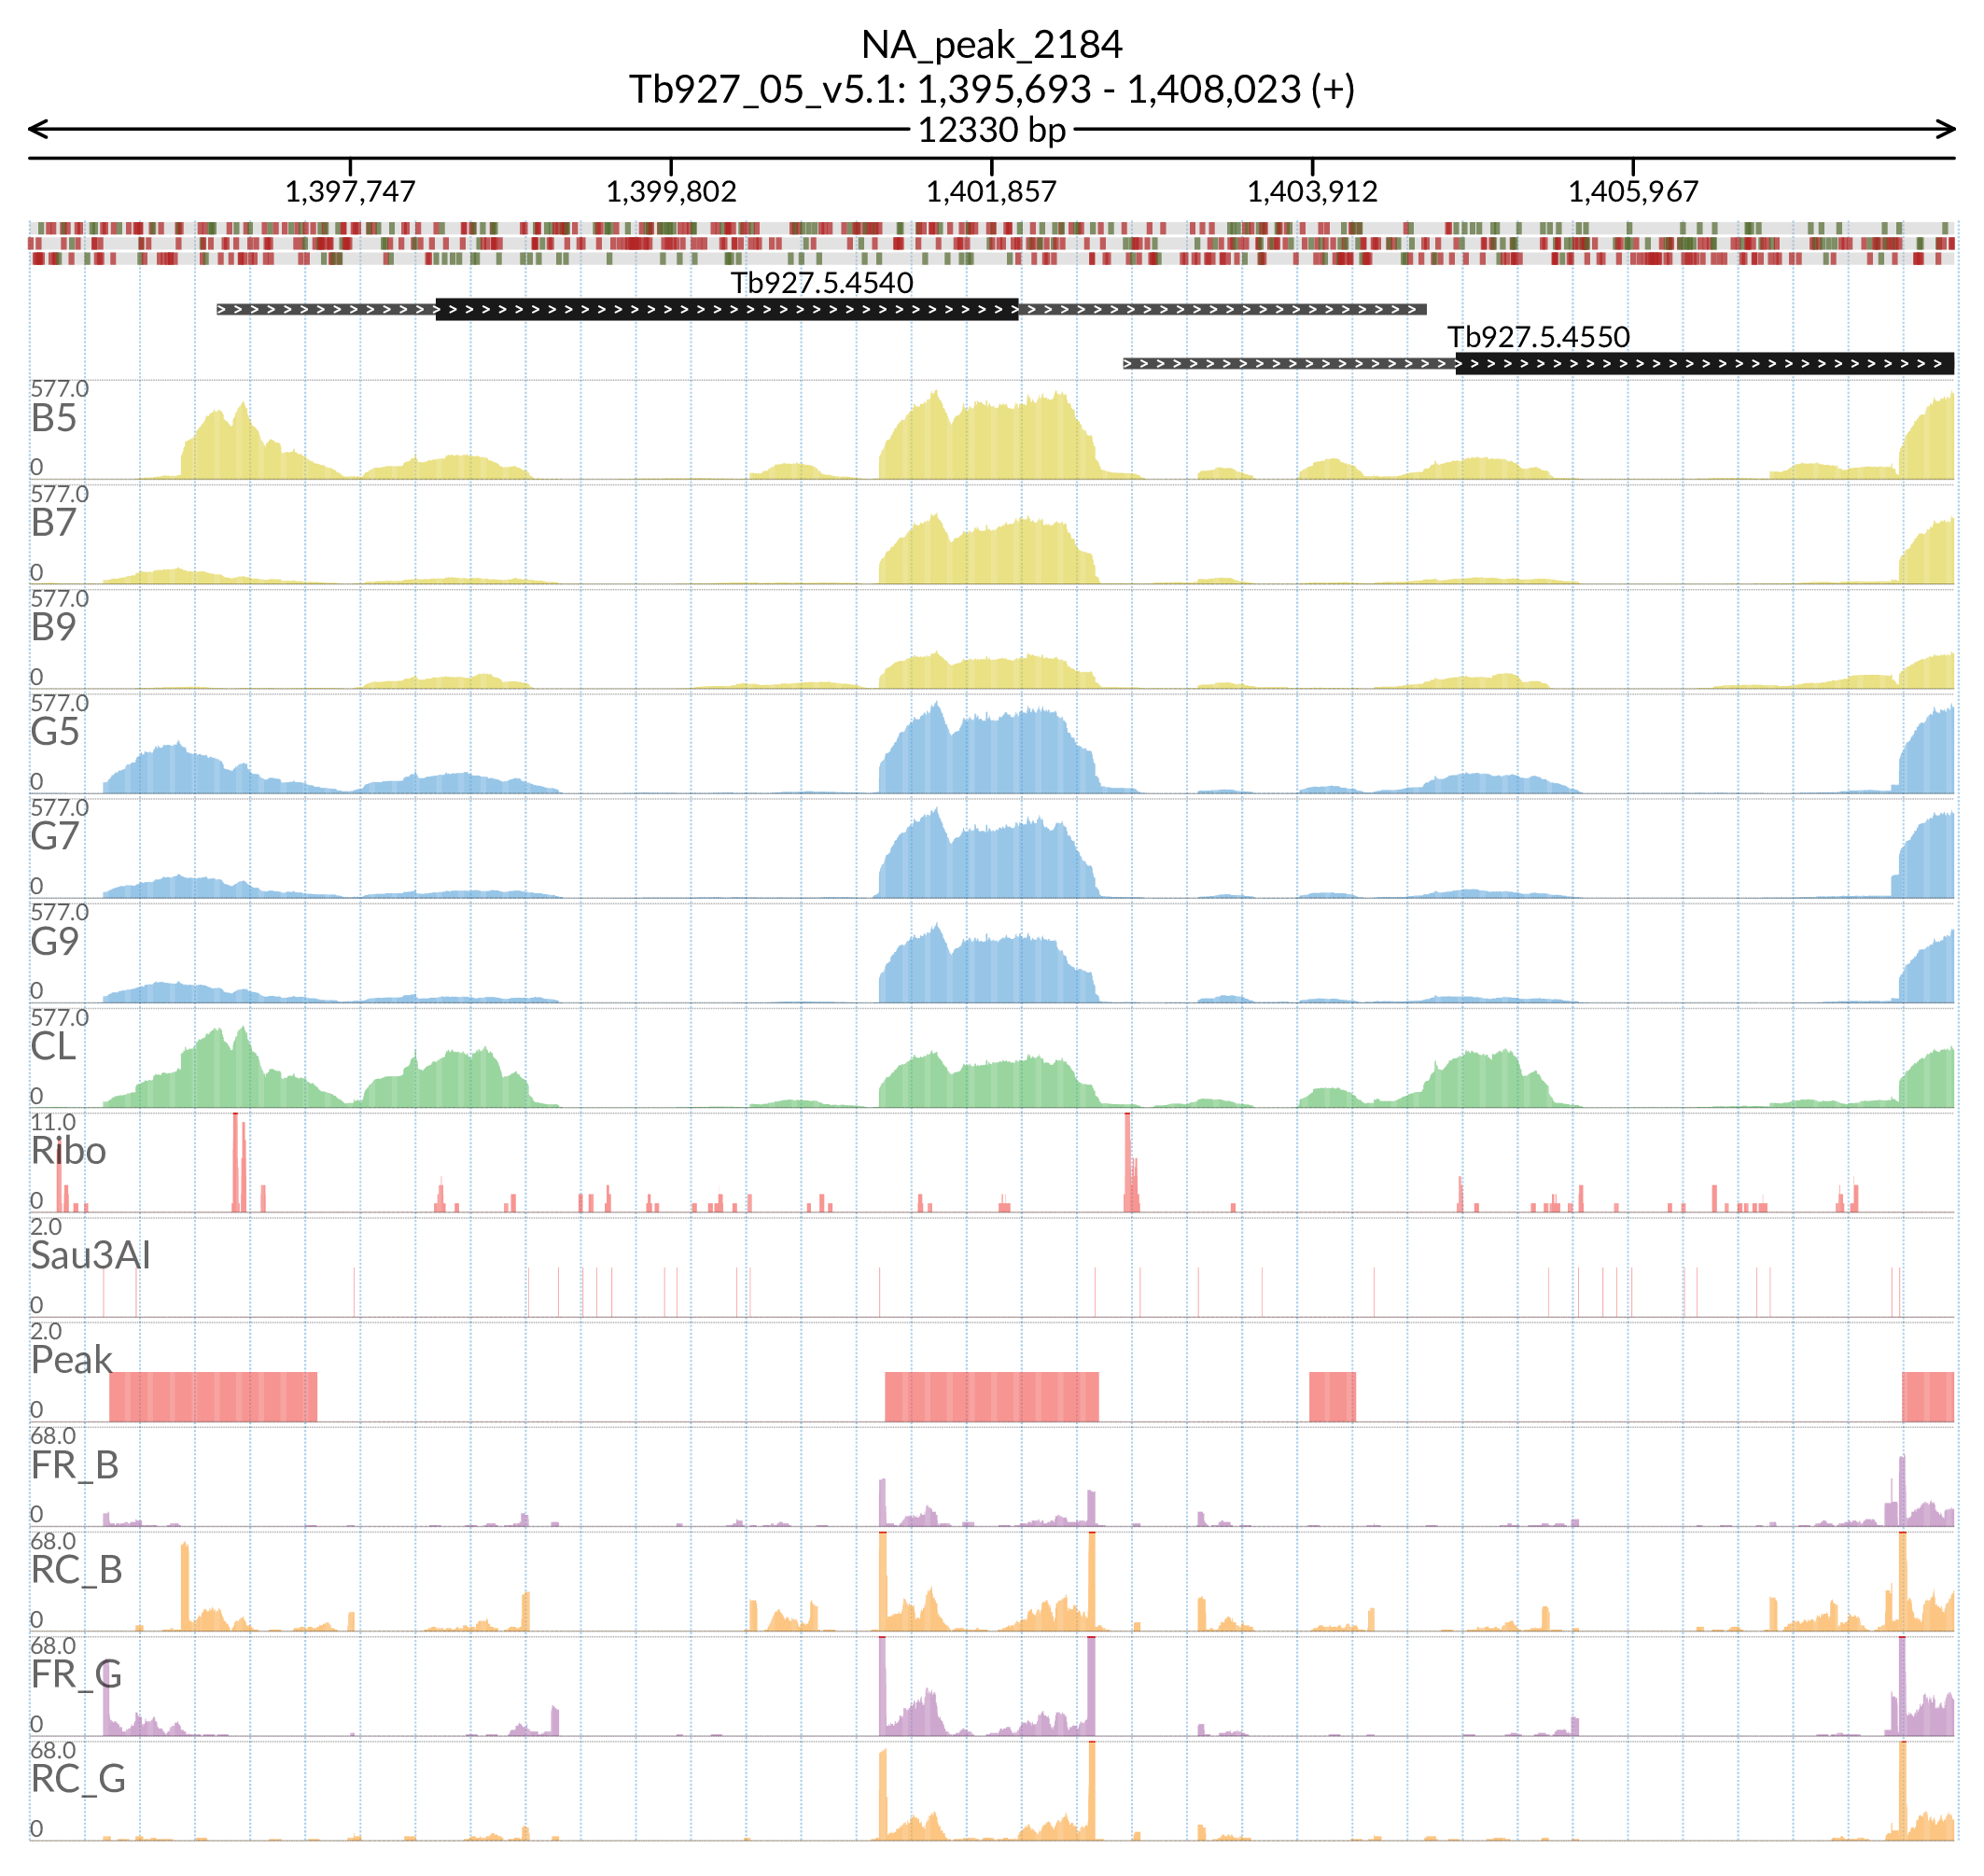 NA_peak_2184
Tb927_05_v5.1: 1,395,693 - 1,408,023 (+)
12330 bp
1,397,747 1,399,802 1,401,857 1,403,912 1,405,967
Tb927.5.4540
Tb927.5.4550
577.0
B5
0
577.0
B7
0
577.0
B9
0
577.0
G5
0
577.0
G7
0
577.0
G9
0
577.0
CL
0
11.0
Ribo
0
2.0
Sau3AI
0
2.0
Peak
0
68.0
FR_B
0
68.0
RC_B
0
68.0
FR_G
0
68.0
RC_G
0